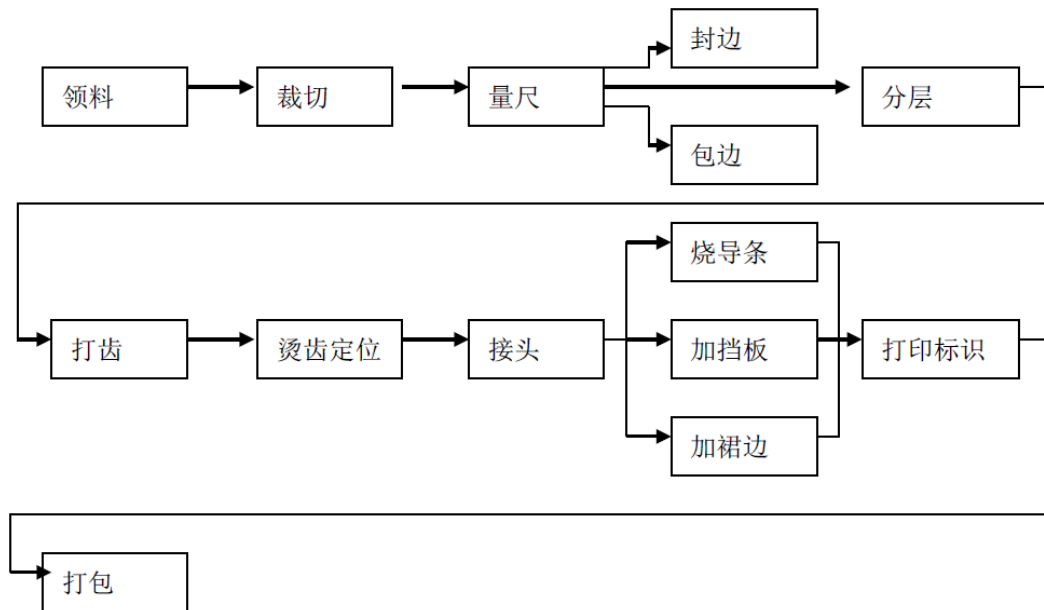 封边
领料
裁切
量尺
分层
包边
烧导条
打齿
烫齿定位
接头
加挡板
打印标识
加裙边
打包